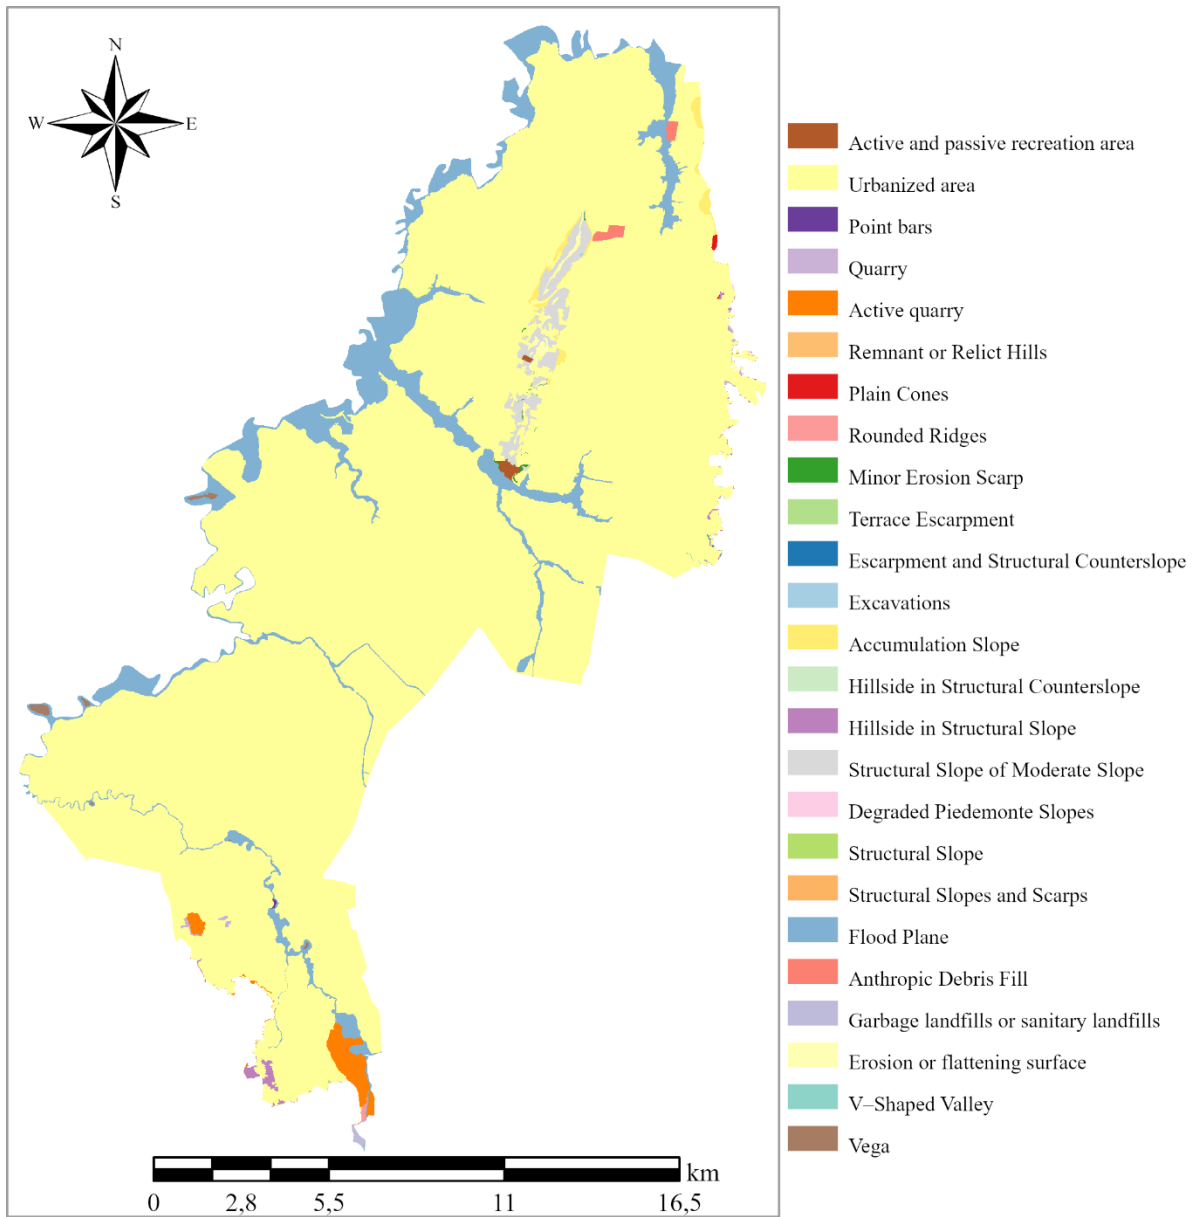 N
W
E
S
Active and passive recreation area
Urbanized area
Point bars
Quarry
Active quarry
Remnant or Relict Hills
Plain Cones
Rounded Ridges
Minor Erosion Scarp
Terrace Escarpment
Escarpment and Structural Counterslope
Excavations
Accumulation Slope
Hillside in Structural Counterslope
Hillside in Structural Slope
Structural Slope of Moderate Slope
Degraded Piedemonte Slopes
Structural Slope
Structural Slopes and Scarps
Flood Plane
Anthropic Debris Fill
Garbage landfills or sanitary landfills
Erosion or flattening surface
V–Shaped Valley
Vega
km
0 2,8 5,5 11 16,5